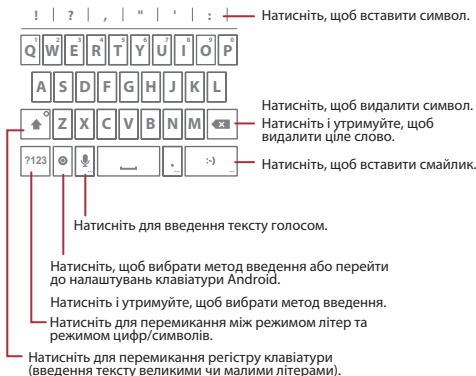 ! | ? | , | " | ' | :
Натисніть, щоб вставити символ.
Q W E R T Y U I O P
A S D F G H J K L
Натисніть, щоб видалити символ.
Z X C V B N M
Натисніть і утримуйте, щоб
видалити ціле слово.
?123 ... . ... :-) ...
Натисніть, щоб вставити смайлик.
Натисніть для введення тексту голосом.
Натисніть, щоб вибрати метод введення або перейти
до налаштувань клавіатури Android.
Натисніть і утримуйте, щоб вибрати метод введення.
Натисніть для перемикання між режимом літер та
режимом цифр/символів.
Натисніть для перемикання регістру клавіатури
(введення тексту великими чи малими літерами).